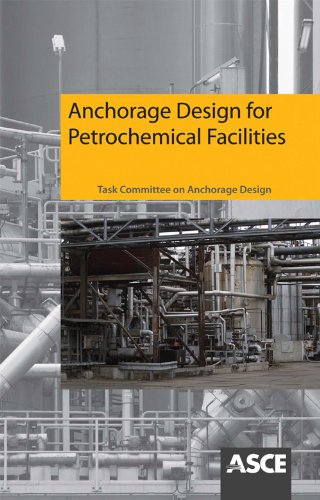 Anchorage Design for
Petrochemical Facilities
Task Committee on Anchorage Design
ASCE